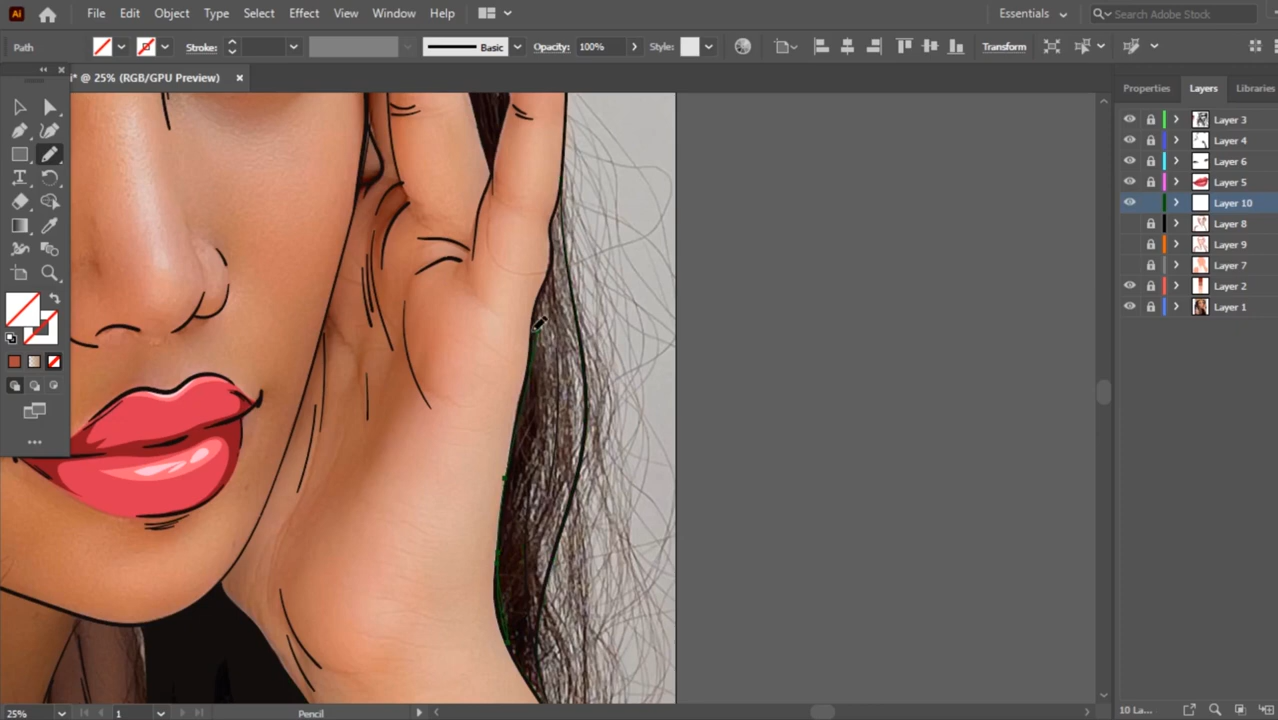 Ai File Edit Object Type Select Effect View Window Help Essentials Search Adobe Stock
Path Stroke: Basic Opacity: 100% Style: Transform
i* @ 25% (RGB/GPU Preview)
Properties Layers Libraries
Layer 3
Layer 4
Layer 6
Layer 5
Layer 10
Layer 8
Layer 9
Layer 7
Layer 2
Layer 1
25% 1 Pencil 10 La...